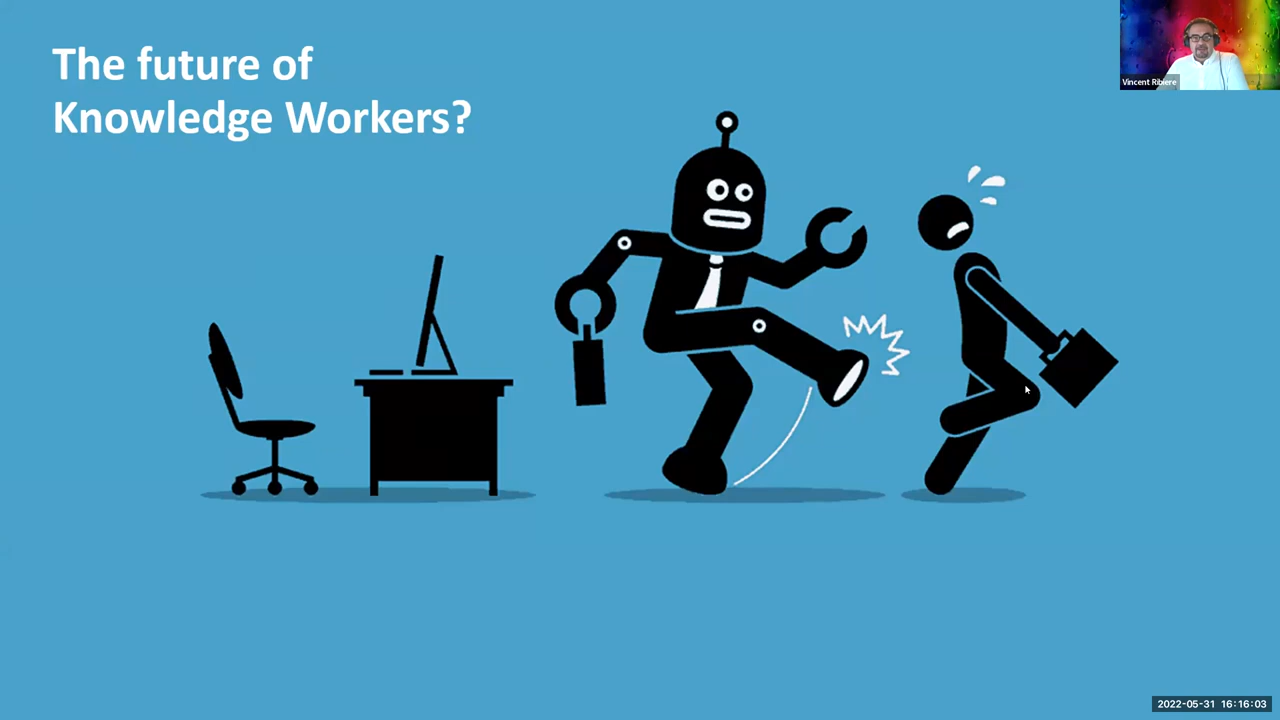 The future of
Knowledge Workers?
Vincent Ribiere
2022-05-31 16:16:03